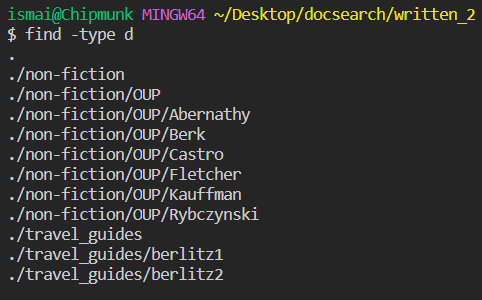 ismai@Chipmunk MINGW64 ~/Desktop/docsearch/written_2
$ find -type d
.
./non-fiction
./non-fiction/OUP
./non-fiction/OUP/Abernathy
./non-fiction/OUP/Berk
./non-fiction/OUP/Castro
./non-fiction/OUP/Fletcher
./non-fiction/OUP/Kauffman
./non-fiction/OUP/Rybczynski
./travel_guides
./travel_guides/berlitz1
./travel_guides/berlitz2